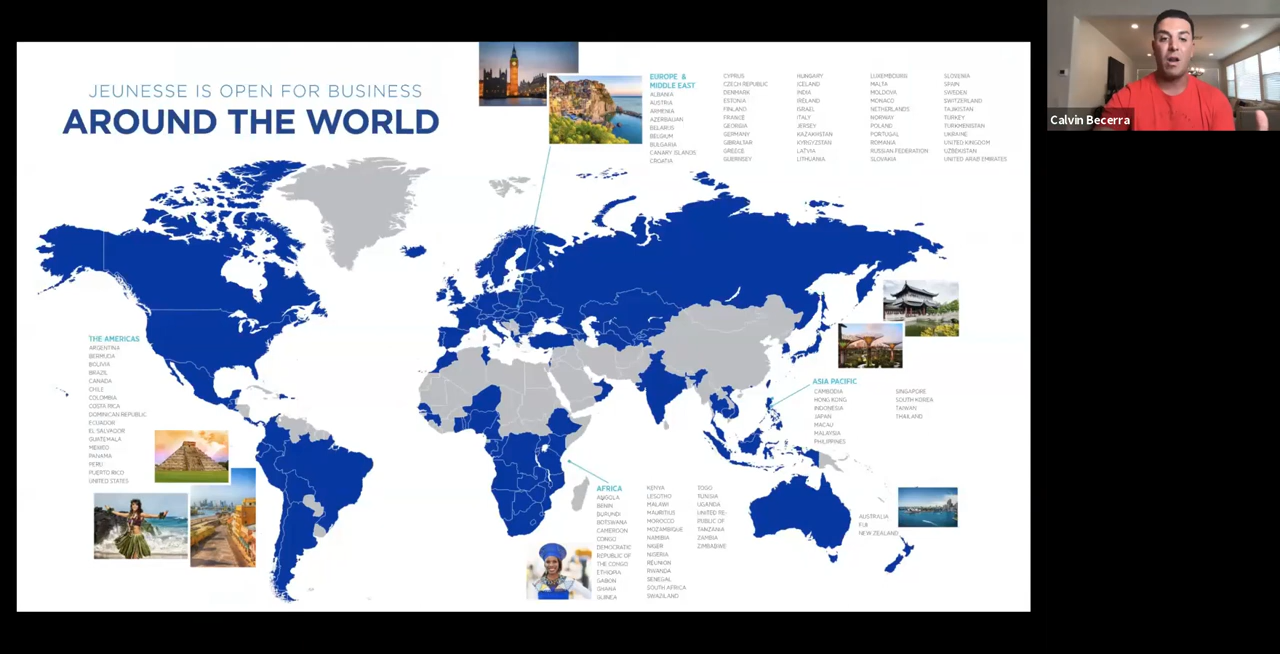 JEUNESSE IS OPEN FOR BUSINESS
AROUND THE WORLD
EUROPE &
MIDDLE EAST
ALBANIA
AUSTRIA
ARMENIA
AZERBAIJAN
BELARUS
BELGIUM
BULGARIA
CANARY ISLANDS
CROATIA
CYPRUS
CZECH REPUBLIC
DENMARK
ESTONIA
FINLAND
FRANCE
GEORGIA
GERMANY
GIBRALTAR
GREECE
GUERNSEY
HUNGARY
ICELAND
INDIA
IRELAND
ISRAEL
ITALY
JERSEY
KAZAKHSTAN
KYRGYZSTAN
LATVIA
LITHUANIA
LUXEMBOURG
MALTA
MOLDOVA
MONACO
NETHERLANDS
NORWAY
POLAND
PORTUGAL
ROMANIA
RUSSIAN FEDERATION
SLOVAKIA
SLOVENIA
SPAIN
SWEDEN
SWITZERLAND
TAJIKISTAN
TURKEY
TURKMENISTAN
UKRAINE
UNITED KINGDOM
UZBEKISTAN
UNITED ARAB EMIRATES
THE AMERICAS
ARGENTINA
BERMUDA
BOLIVIA
BRAZIL
CANADA
CHILE
COLOMBIA
COSTA RICA
DOMINICAN REPUBLIC
ECUADOR
EL SALVADOR
GUATEMALA
MEXICO
PANAMA
PERU
PUERTO RICO
UNITED STATES
ASIA PACIFIC
CAMBODIA
HONG KONG
INDONESIA
JAPAN
MACAU
MALAYSIA
PHILIPPINES
SINGAPORE
SOUTH KOREA
TAIWAN
THAILAND
AFRICA
ANGOLA
BENIN
BURUNDI
BOTSWANA
CAMEROON
CONGO
DEMOCRATIC
REPUBLIC OF
THE CONGO
ETHIOPIA
GABON
GHANA
GUINEA
KENYA
LESOTHO
MALAWI
MAURITIUS
MOROCCO
MOZAMBIQUE
NAMIBIA
NIGER
NIGERIA
REUNION
RWANDA
SENEGAL
SOUTH AFRICA
SWAZILAND
TOGO
TUNISIA
UGANDA
UNITED RE-
PUBLIC OF
TANZANIA
ZAMBIA
ZIMBABWE
AUSTRALIA
FIJI
NEW ZEALAND
Calvin Becerra